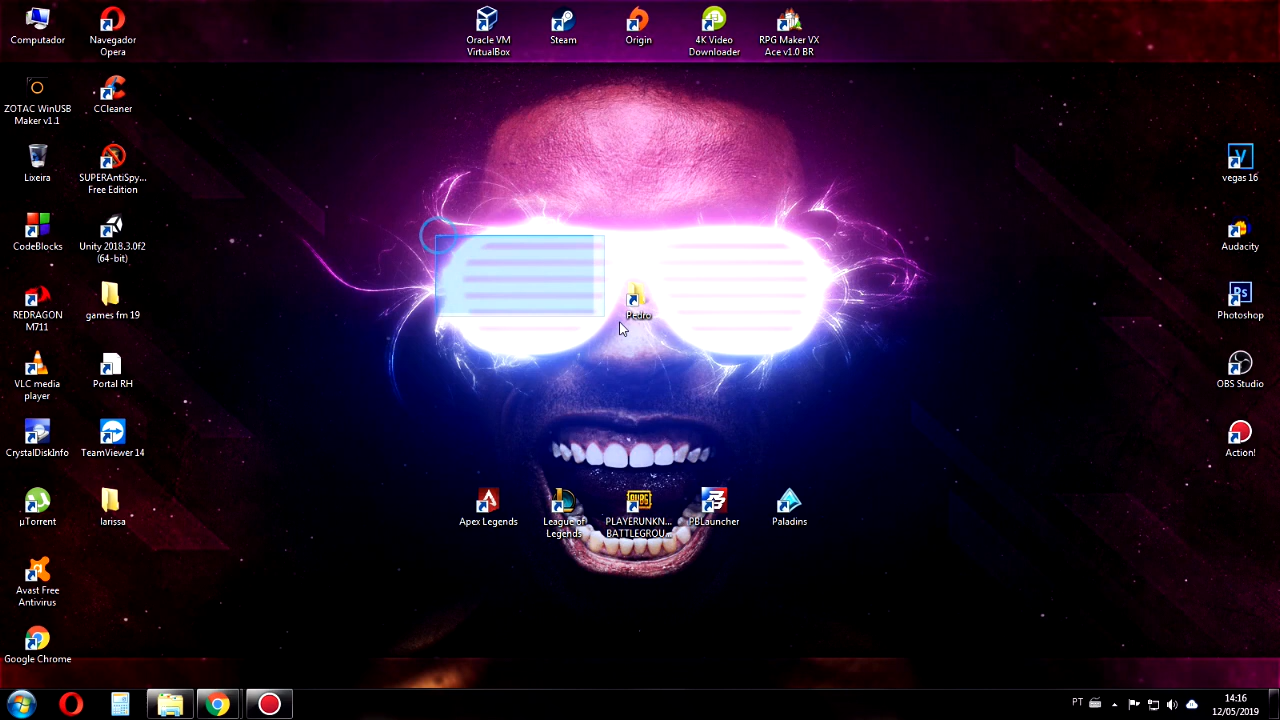 Computador
Navegador
Opera
Oracle VM
VirtualBox
Steam
Origin
4K Video
Downloader
RPG Maker VX
Ace v1.0 BR
ZOTAC WinUSB
Maker v1.1
CCleaner
Lixeira
SUPERAntiSpy...
Free Edition
vegas 16
CodeBlocks
Unity 2018.3.0f2
(64-bit)
Audacity
REDRAGON
M711
games fm 19
Pedro
Photoshop
VLC media
player
Portal RH
OBS Studio
CrystalDiskInfo
TeamViewer 14
Action!
µTorrent
larissa
Apex Legends
League of
Legends
PLAYERUNKN...
BATTLEGROU...
PBLauncher
Paladins
Avast Free
Antivirus
Google Chrome
PT
14:16
12/05/2019